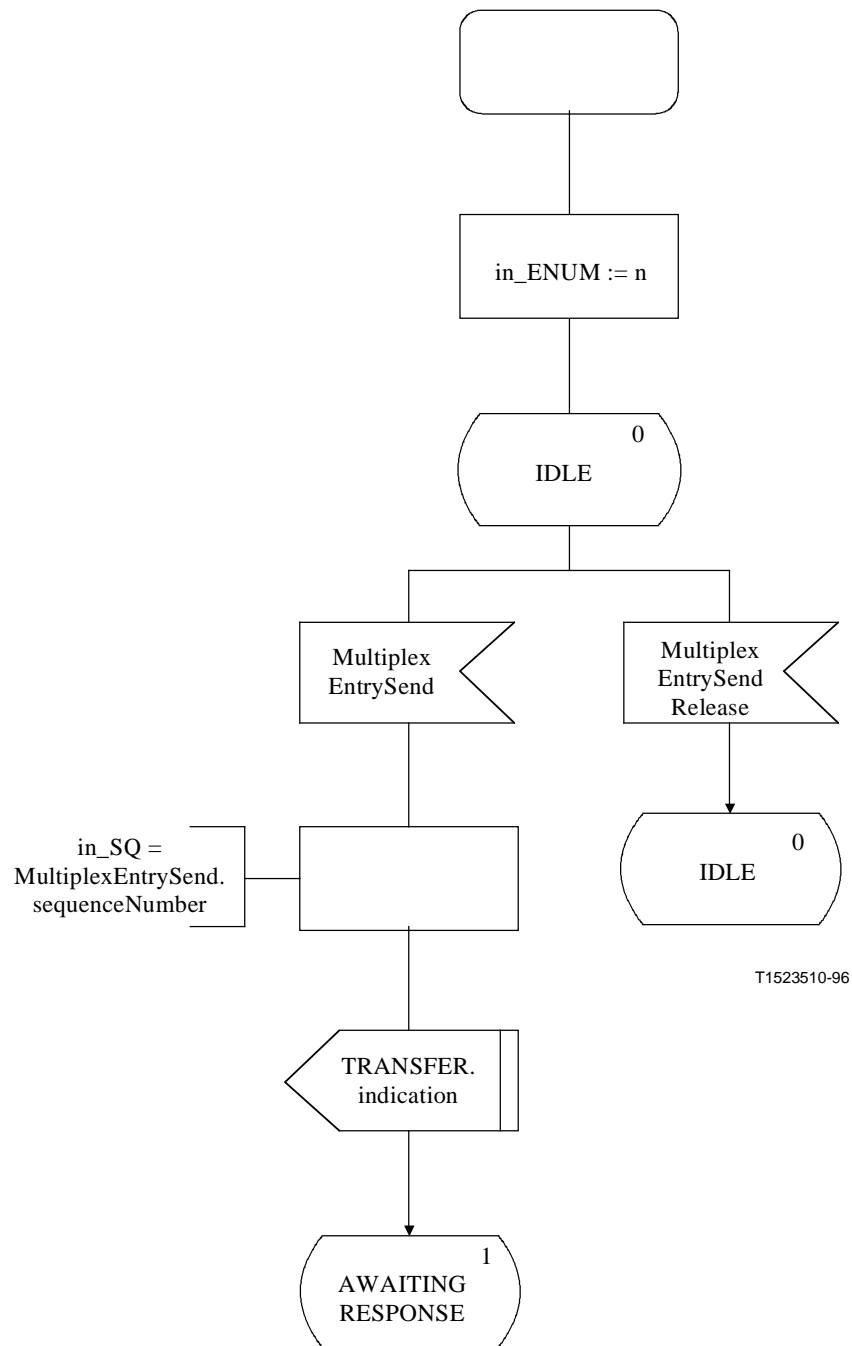 in_ENUM := n
0
IDLE
Multiplex
EntrySend
Multiplex
EntrySend
Release
in_SQ =
MultiplexEntrySend.
sequenceNumber
0
IDLE
T1523510-96
TRANSFER.
indication
1
AWAITING
RESPONSE